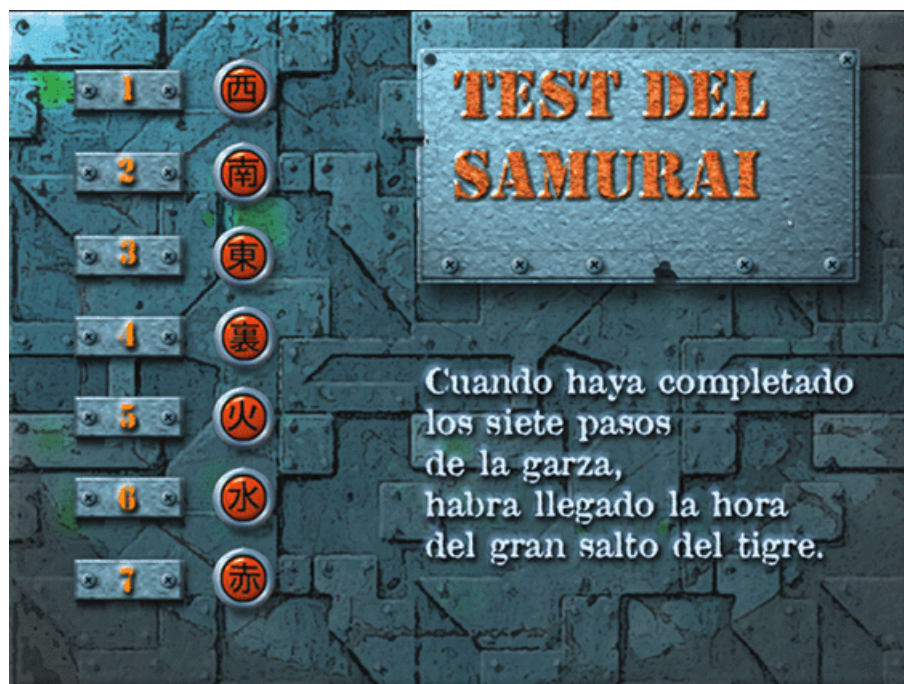 1 西
2 南
3 東
4 裏
5 火
6 水
7 赤
TEST DEL
SAMURAI
Cuando haya completado
los siete pasos
de la garza,
habra llegado la hora
del gran salto del tigre.